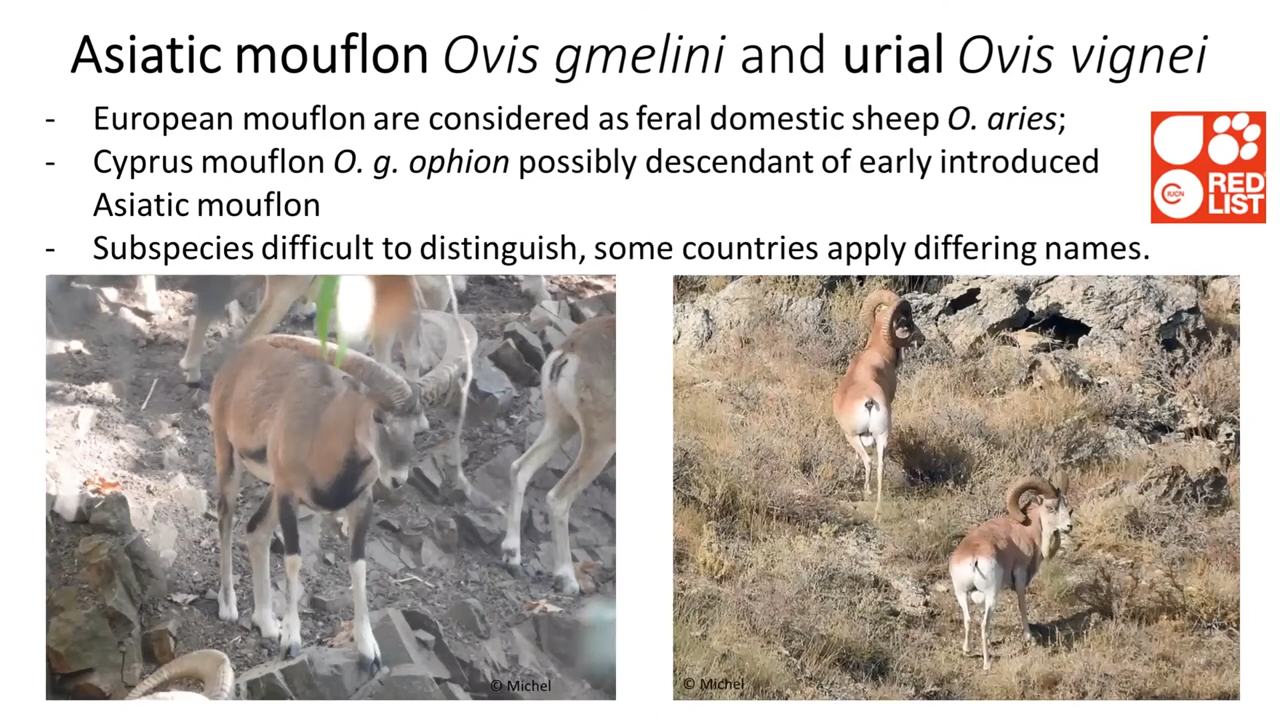 Asiatic mouflon Ovis gmelini and urial Ovis vignei
- European mouflon are considered as feral domestic sheep O. aries;
- Cyprus mouflon O. g. ophion possibly descendant of early introduced
Asiatic mouflon
- Subspecies difficult to distinguish, some countries apply differing names.
IUCN
RED
LIST
© Michel
© Michel